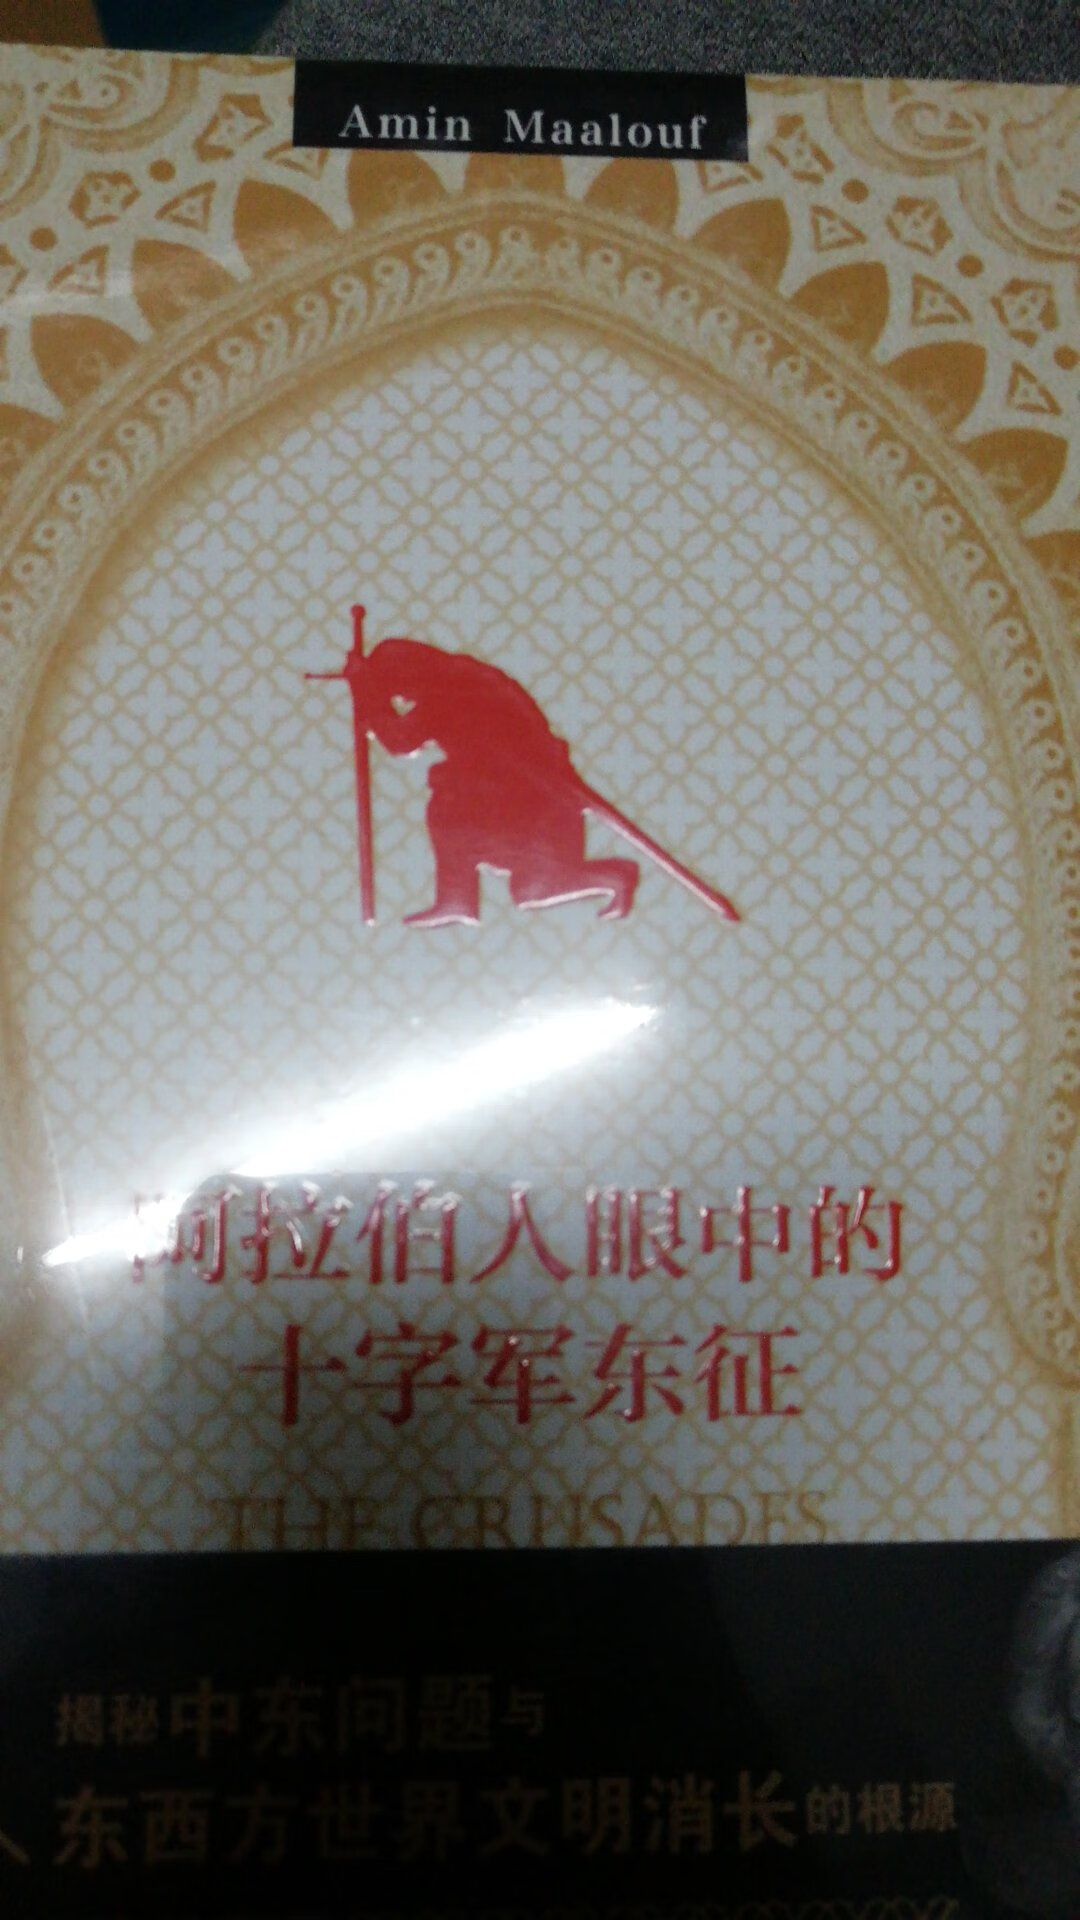 Amin Maalouf
阿拉伯人眼中的
十字军东征
THE CRUSADES
揭秘中东问题与
东西方世界文明消长的根源